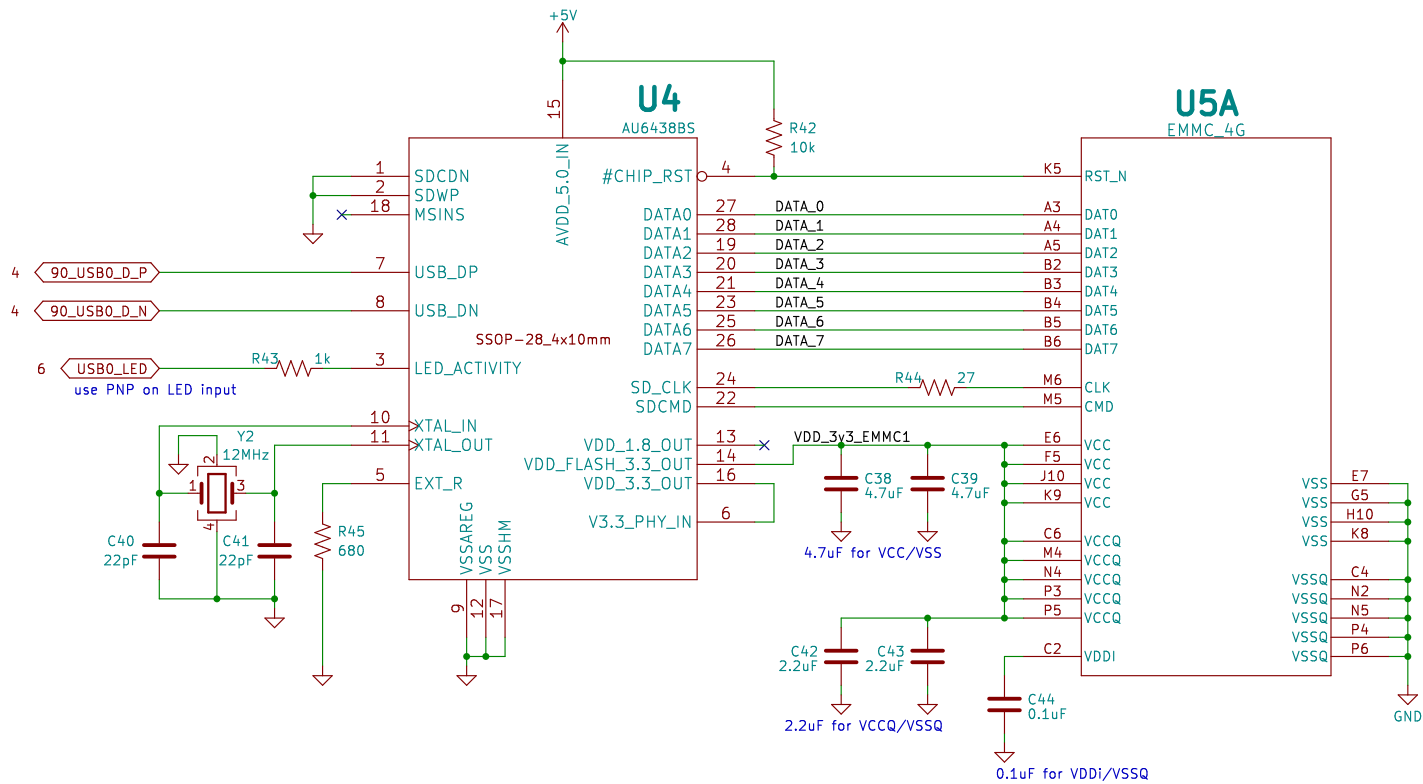 +5V
U4
AU6438BS
U5A
EMMC_4G
15
AVDD_5.0_IN
R42
10k
1 SDCDN
2 SDWP
18 MSINS
#CHIP_RST 4
K5 RST_N
DATA0 27 DATA_0 A3 DAT0
DATA1 28 DATA_1 A4 DAT1
DATA2 19 DATA_2 A5 DAT2
4 90_USB0_D_P 7 USB_DP
DATA3 20 DATA_3 B2 DAT3
DATA4 21 DATA_4 B3 DAT4
4 90_USB0_D_N 8 USB_DN
DATA5 23 DATA_5 B4 DAT5
DATA6 25 DATA_6 B5 DAT6
SSOP-28_4x10mm
DATA7 26 DATA_7 B6 DAT7
6 USB0_LED R43 1k 3 LED_ACTIVITY
use PNP on LED input
SD_CLK 24 R44 27 M6 CLK
SDCMD 22 M5 CMD
10 XTAL_IN
11 XTAL_OUT
Y2
12MHz
2
1 3
4
5 EXT_R
VDD_1.8_OUT 13 VDD_3v3_EMMC1 E6 VCC
VDD_FLASH_3.3_OUT 14 F5 VCC
VDD_3.3_OUT 16 J10 VCC
K9 VCC
V3.3_PHY_IN 6
C38
4.7uF
C39
4.7uF
4.7uF for VCC/VSS
VSS E7
VSS G5
VSS H10
VSS K8
C40
22pF
C41
22pF
R45
680
C6 VCCQ
M4 VCCQ
N4 VCCQ
P3 VCCQ
P5 VCCQ
VSSQ C4
VSSQ N2
VSSQ N5
VSSQ P4
VSSQ P6
VSSAREG
VSS
VSSHM
9
12
17
C42
2.2uF
C43
2.2uF
C2 VDDI
2.2uF for VCCQ/VSSQ
C44
0.1uF
GND
0.1uF for VDDi/VSSQ